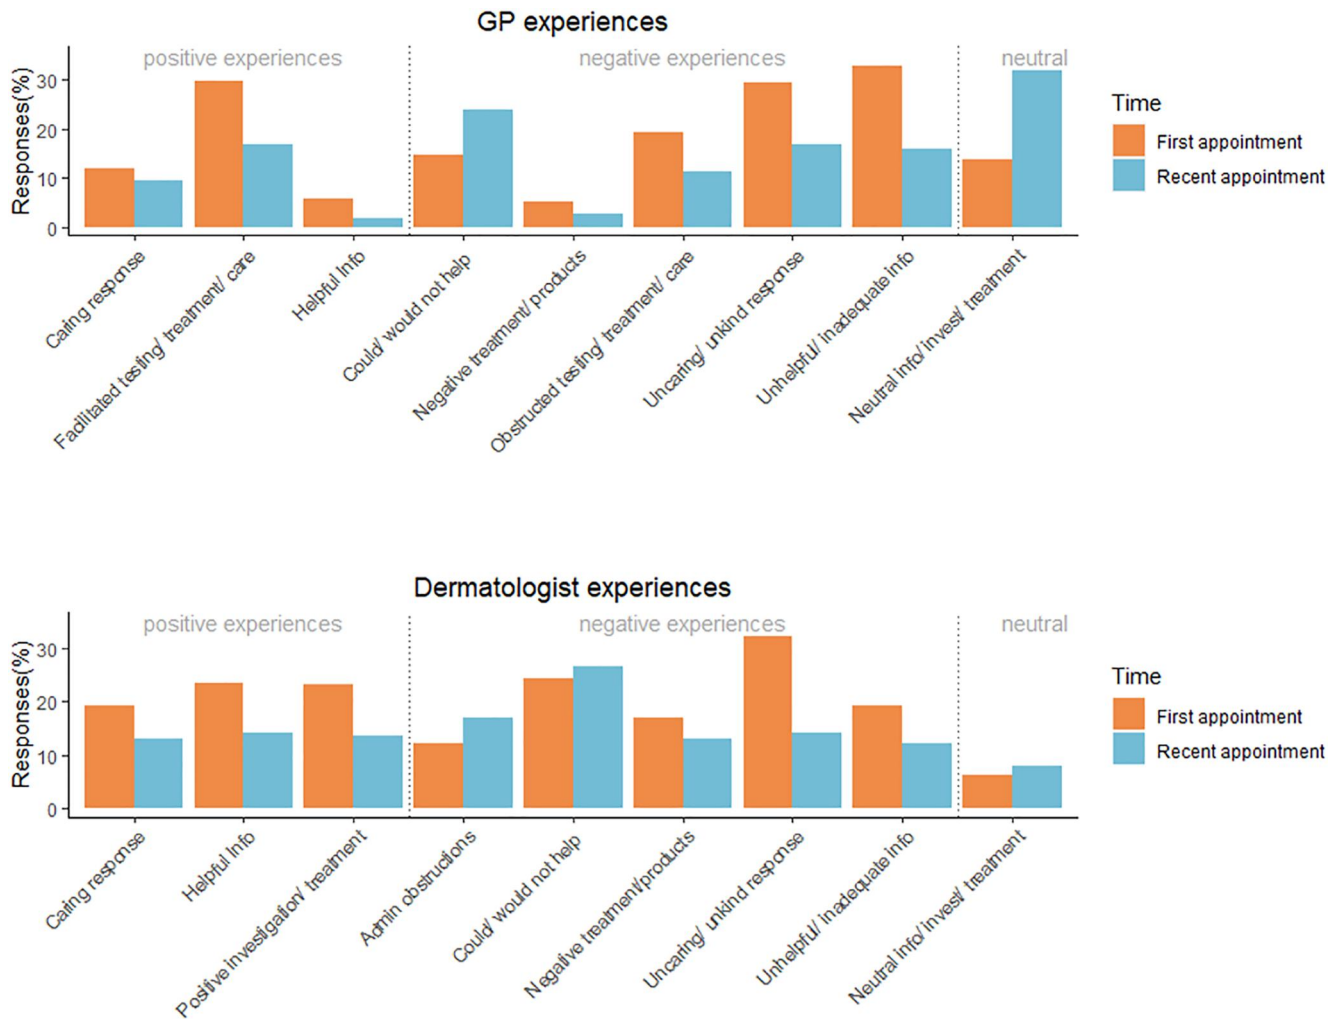 GP experiences
positive experiences
negative experiences
neutral
Responses(%)
30
20
10
0
Caring response
Facilitated testing/ treatment/ care
Helpful Info
Could/ would not help
Negative treatment/ products
Obstructed testing/ treatment/ care
Uncaring/ unkind response
Unhelpful/ inadequate info
Neutral info/ invest/ treatment
Time
First appointment
Recent appointment
Dermatologist experiences
positive experiences
negative experiences
neutral
Responses(%)
30
20
10
0
Caring response
Helpful Info
Positive investigation/ treatment
Admin obstructions
Could/ would not help
Negative treatment/products
Uncaring/ unkind response
Unhelpful/ inadequate info
Neutral info/ invest/ treatment
Time
First appointment
Recent appointment